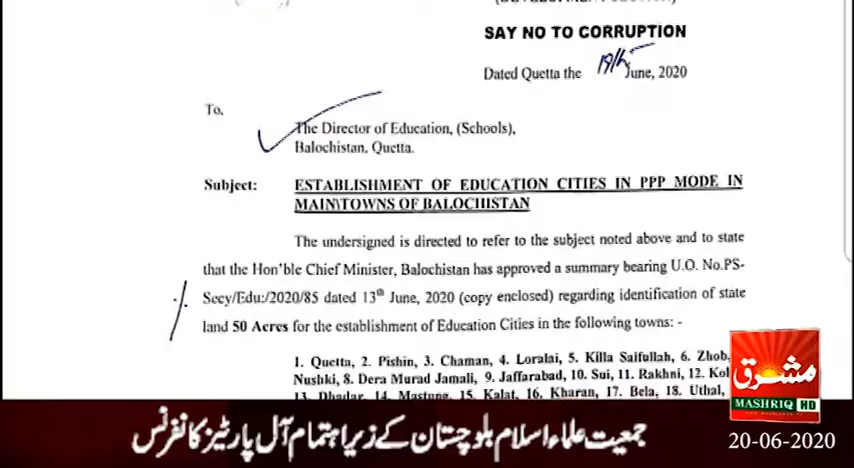 SAY NO TO CORRUPTION
Dated Quetta the 19/6 June, 2020
To,
The Director of Education, (Schools),
Balochistan, Quetta.
Subject: ESTABLISHMENT OF EDUCATION CITIES IN PPP MODE IN
MAIN\TOWNS OF BALOCHISTAN
The undersigned is directed to refer to the subject noted above and to state
that the Hon'ble Chief Minister, Balochistan has approved a summary bearing U.O. No.PS-
Secy/Edu:/2020/85 dated 13th June, 2020 (copy enclosed) regarding identification of state
land 50 Acres for the establishment of Education Cities in the following towns: -
1. Quetta, 2. Pishin, 3. Chaman, 4. Loralai, 5. Killa Saifullah, 6. Zhob,
Nushki, 8. Dera Murad Jamali, 9. Jaffarabad, 10. Sui, 11. Rakhni, 12. Kol
13. Dhadar, 14. Mastung, 15. Kalat, 16. Kharan, 17. Bela, 18. Uthal,
مشرق
MASHRIQ HD
جمعیت علماء اسلام بلوچستان کے زیر اہتمام آل پارٹیز کانفرنس
20-06-2020